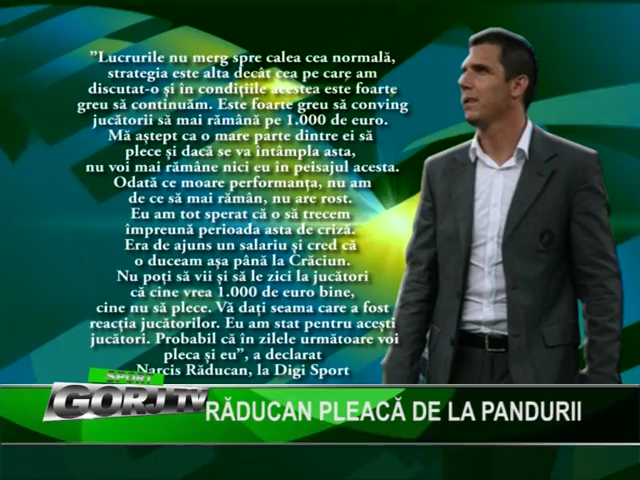 ”Lucrurile nu merg spre calea cea normală,
strategia este alta decât cea pe care am
discutat-o și în condițiile acestea este foarte
greu să continuăm. Este foarte greu să conving
jucătorii să mai rămână pe 1.000 de euro.
Mă aștept ca o mare parte dintre ei să
plece și dacă se va întâmpla asta,
nu voi mai rămâne nici eu în peisajul acesta.
Odată ce moare performanța, nu am
de ce să mai rămân, nu are rost.
Eu am tot sperat că o să trecem
împreună perioada asta de criză.
Era de ajuns un salariu și cred că
o duceam așa până la Crăciun.
Nu poți să vii și să le zici la jucători
că cine vrea 1.000 de euro bine,
cine nu să plece. Vă dați seama care a fost
reacția jucătorilor. Eu am stat pentru acești
jucători. Probabil că în zilele următoare voi
pleca și eu”, a declarat
Narcis Răducan, la Digi Sport
SPORT
GORJ TV
RĂDUCAN PLEACĂ DE LA PANDURII